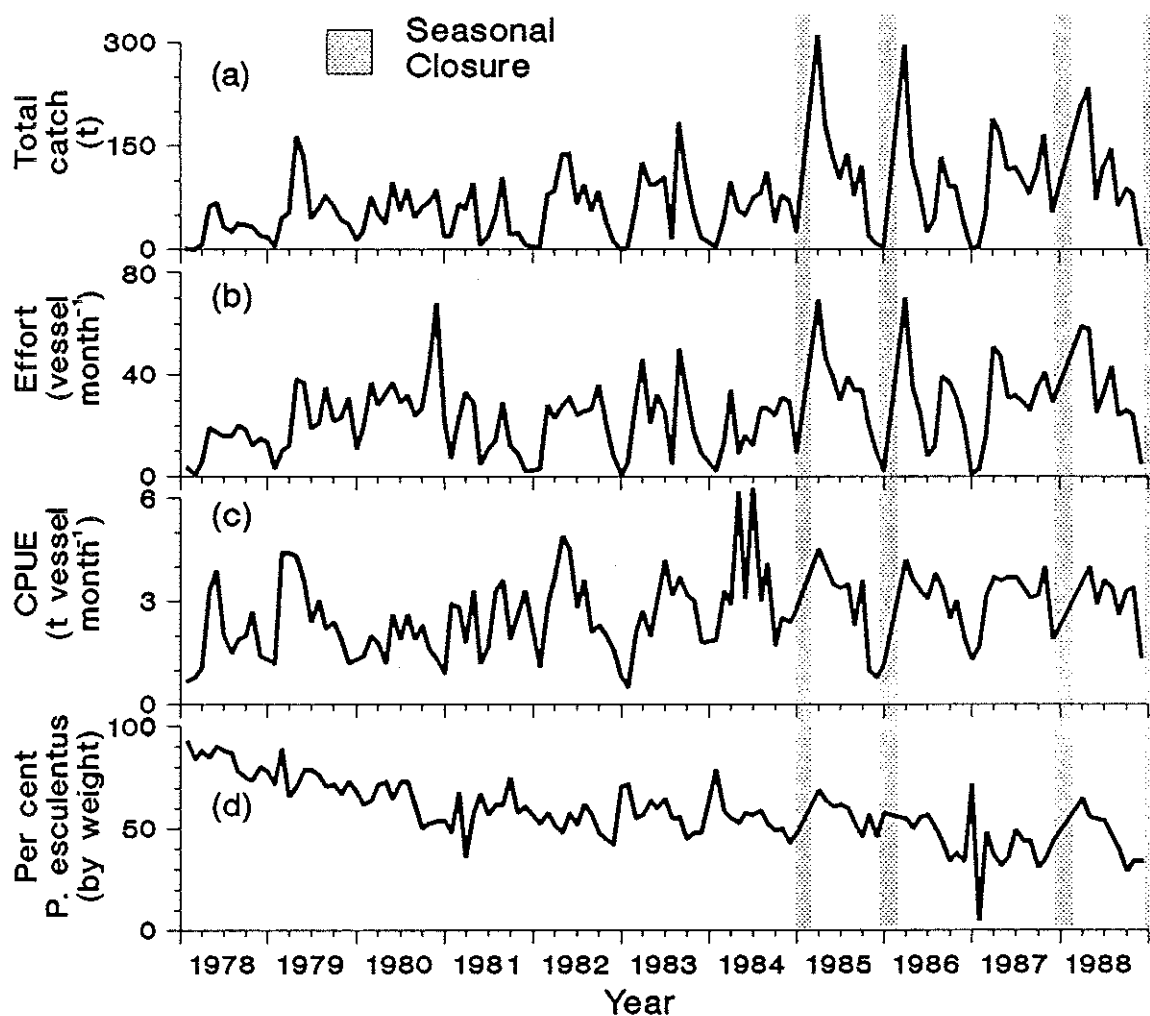 Seasonal
Closure
(a)
Total
catch
(t)
300
150
0
(b)
Effort
(vessel
month⁻¹)
80
40
0
(c)
CPUE
(t vessel
month⁻¹)
6
3
0
(d)
Per cent
P. esculentus
(by weight)
100
50
0
1978 1979 1980 1981 1982 1983 1984 1985 1986 1987 1988
Year